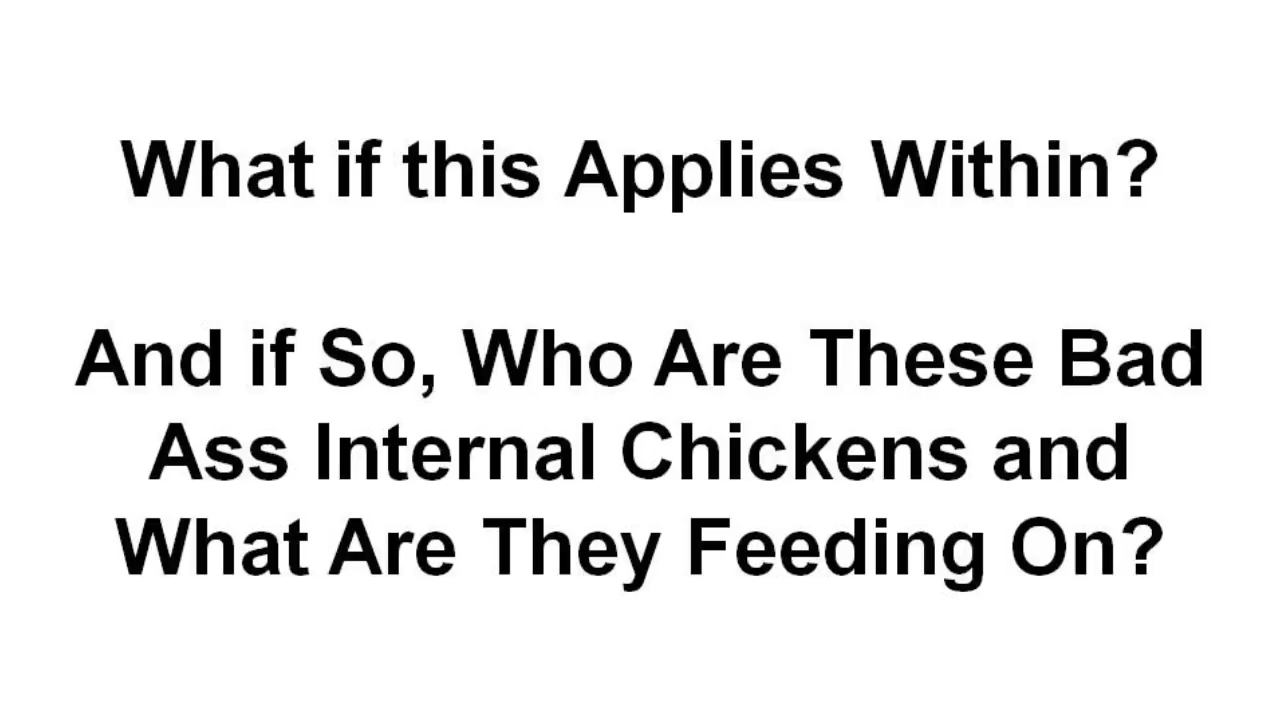 What if this Applies Within?
And if So, Who Are These Bad
Ass Internal Chickens and
What Are They Feeding On?